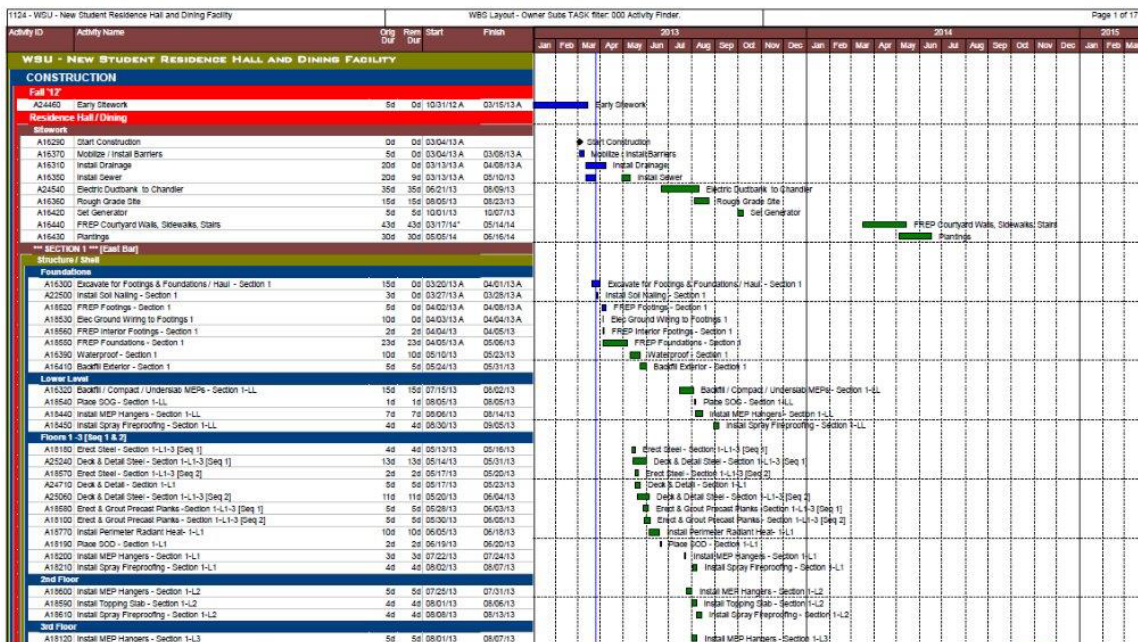 1124 - WSU - New Student Residence Hall and Dining Facility WBS Layout - Owner Subs TASK filter: 000 Activity Finder. Page 1 of 17
Activity ID Activity Name Orig Dur Rem Dur Start Finish 2013 2014 2015
Jan Feb Mar Apr May Jun Jul Aug Sep Oct Nov Dec Jan Feb Mar Apr May Jun Jul Aug Sep Oct Nov Dec Jan Feb Ma
WSU - NEW STUDENT RESIDENCE HALL AND DINING FACILITY
CONSTRUCTION
Fall '12'
A24460 Early Sitework 5d 0d 10/31/12 A 03/15/13 A Early Sitework
Residence Hall / Dining
Sitework
A16290 Start Construction 0d 0d 03/04/13 A Start Construction
A16370 Mobilize / Install Barriers 5d 0d 03/04/13 A 03/08/13 A Mobilize / Install Barriers
A16310 Install Drainage 20d 0d 03/13/13 A 04/08/13 A Install Drainage
A16350 Install Sewer 20d 9d 03/13/13 A 05/10/13 Install Sewer
A24540 Electric Ductbank to Chandler 35d 35d 06/21/13 08/09/13 Electric Ductbank to Chandler
A16360 Rough Grade Site 15d 15d 08/05/13 08/23/13 Rough Grade Site
A16420 Set Generator 5d 5d 10/01/13 10/07/13 Set Generator
A16440 FREP Courtyard Walls, Sidewalks, Stairs 43d 43d 03/17/14* 05/14/14 FREP Courtyard Walls, Sidewalks, Stairs
A16430 Plantings 30d 30d 05/05/14 06/16/14 Plantings
*** SECTION 1 *** [East Bar]
Structure / Shell
Foundations
A16300 Excavate for Footings & Foundations / Haul - Section 1 15d 0d 03/20/13 A 04/01/13 A Excavate for Footings & Foundations / Haul - Section 1
A22500 Install Soil Nailing - Section 1 3d 0d 03/27/13 A 03/28/13 A Install Soil Nailing - Section 1
A18520 FREP Footings - Section 1 5d 0d 04/02/13 A 04/08/13 A FREP Footings - Section 1
A18530 Elec Ground Wiring to Footings 1 10d 0d 04/03/13 A 04/04/13 A Elec Ground Wiring to Footings 1
A18560 FREP Interior Footings - Section 1 2d 2d 04/04/13 04/05/13 FREP Interior Footings - Section 1
A18550 FREP Foundations - Section 1 23d 23d 04/05/13 A 05/06/13 FREP Foundations - Section 1
A16390 Waterproof - Section 1 10d 10d 05/10/13 05/23/13 Waterproof - Section 1
A16410 Backfill Exterior - Section 1 5d 5d 05/24/13 05/31/13 Backfill Exterior - Section 1
Lower Level
A16320 Backfill / Compact / Underslab MEPs - Section 1-LL 15d 15d 07/15/13 08/02/13 Backfill / Compact / Underslab MEPs - Section 1-LL
A18540 Place SOG - Section 1-LL 1d 1d 08/05/13 08/05/13 Place SOG - Section 1-LL
A18440 Install MEP Hangers - Section 1-LL 7d 7d 08/06/13 08/14/13 Install MEP Hangers - Section 1-LL
A18450 Install Spray Fireproofing - Section 1-LL 4d 4d 08/30/13 09/05/13 Install Spray Fireproofing - Section 1-LL
Floors 1 -3 [Seq 1 & 2]
A18180 Erect Steel - Section 1-L1-3 [Seq 1] 4d 4d 05/13/13 05/16/13 Erect Steel - Section 1-L1-3 [Seq 1]
A25240 Deck & Detail Steel - Section 1-L1-3 [Seq 1] 13d 13d 05/14/13 05/31/13 Deck & Detail Steel - Section 1-L1-3 [Seq 1]
A18570 Erect Steel - Section 1-L1-3 [Seq 2] 2d 2d 05/17/13 05/20/13 Erect Steel - Section 1-L1-3 [Seq 2]
A24710 Deck & Detail - Section 1-L1 5d 5d 05/17/13 05/23/13 Deck & Detail - Section 1-L1
A25060 Deck & Detail Steel - Section 1-L1-3 [Seq 2] 11d 11d 05/20/13 06/04/13 Deck & Detail Steel - Section 1-L1-3 [Seq 2]
A18580 Erect & Grout Precast Planks -Section 1-L1-3 [Seq 1] 5d 5d 05/28/13 06/03/13 Erect & Grout Precast Planks -Section 1-L1-3 [Seq 1]
A18100 Erect & Grout Precast Planks - Section 1-L1-3 [Seq 2] 5d 5d 05/30/13 06/05/13 Erect & Grout Precast Planks - Section 1-L1-3 [Seq 2]
A18770 Install Perimeter Radiant Heat- 1-L1 10d 10d 06/05/13 06/18/13 Install Perimeter Radiant Heat- 1-L1
A18190 Place SOD - Section 1-L1 2d 2d 06/19/13 06/20/13 Place SOD - Section 1-L1
A18200 Install MEP Hangers - Section 1-L1 3d 3d 07/22/13 07/24/13 Install MEP Hangers - Section 1-L1
A18210 Install Spray Fireproofing - Section 1-L1 4d 4d 08/02/13 08/07/13 Install Spray Fireproofing - Section 1-L1
2nd Floor
A18600 Install MEP Hangers - Section 1-L2 5d 5d 07/25/13 07/31/13 Install MEP Hangers - Section 1-L2
A18590 Install Topping Slab - Section 1-L2 4d 4d 08/01/13 08/06/13 Install Topping Slab - Section 1-L2
A18610 Install Spray Fireproofing - Section 1-L2 4d 4d 08/08/13 08/13/13 Install Spray Fireproofing - Section 1-L2
3rd Floor
A18120 Install MEP Hangers - Section 1-L3 5d 5d 08/01/13 08/07/13 Install MEP Hangers - Section 1-L3